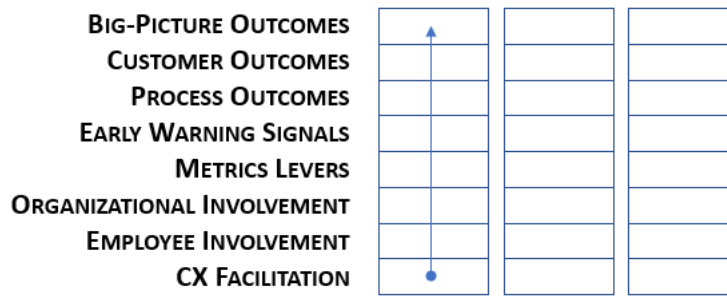 Big-Picture Outcomes
Customer Outcomes
Process Outcomes
Early Warning Signals
Metrics Levers
Organizational Involvement
Employee Involvement
CX Facilitation